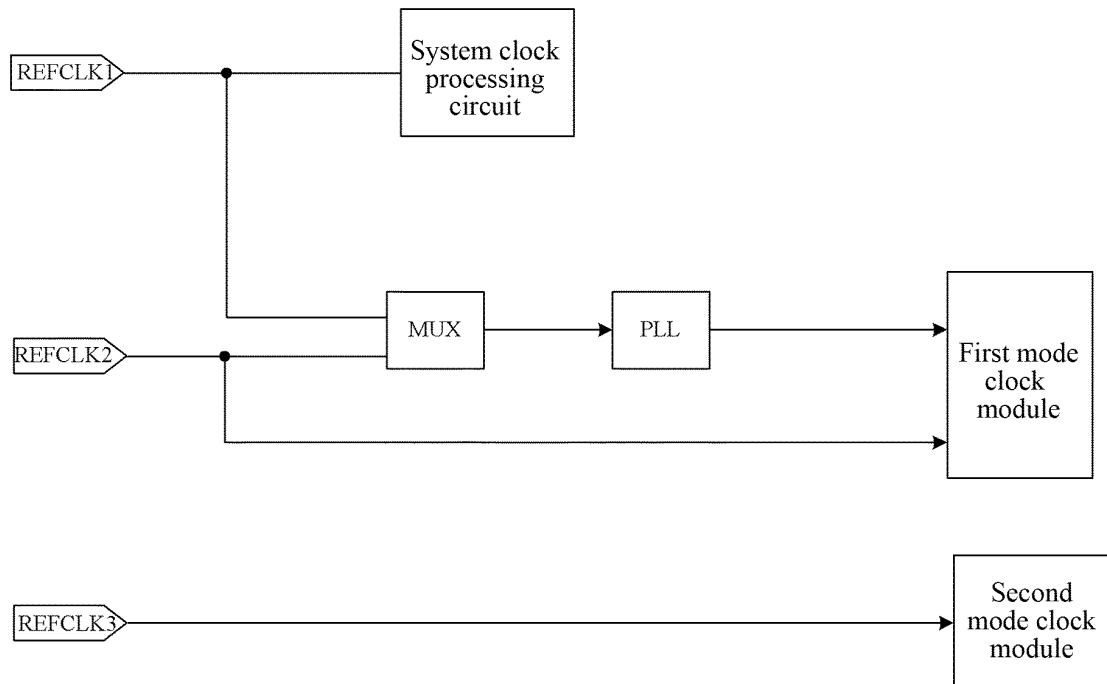 REFCLK1
System clock
processing
circuit
MUX
PLL
REFCLK2
First mode
clock
module
REFCLK3
Second
mode clock
module